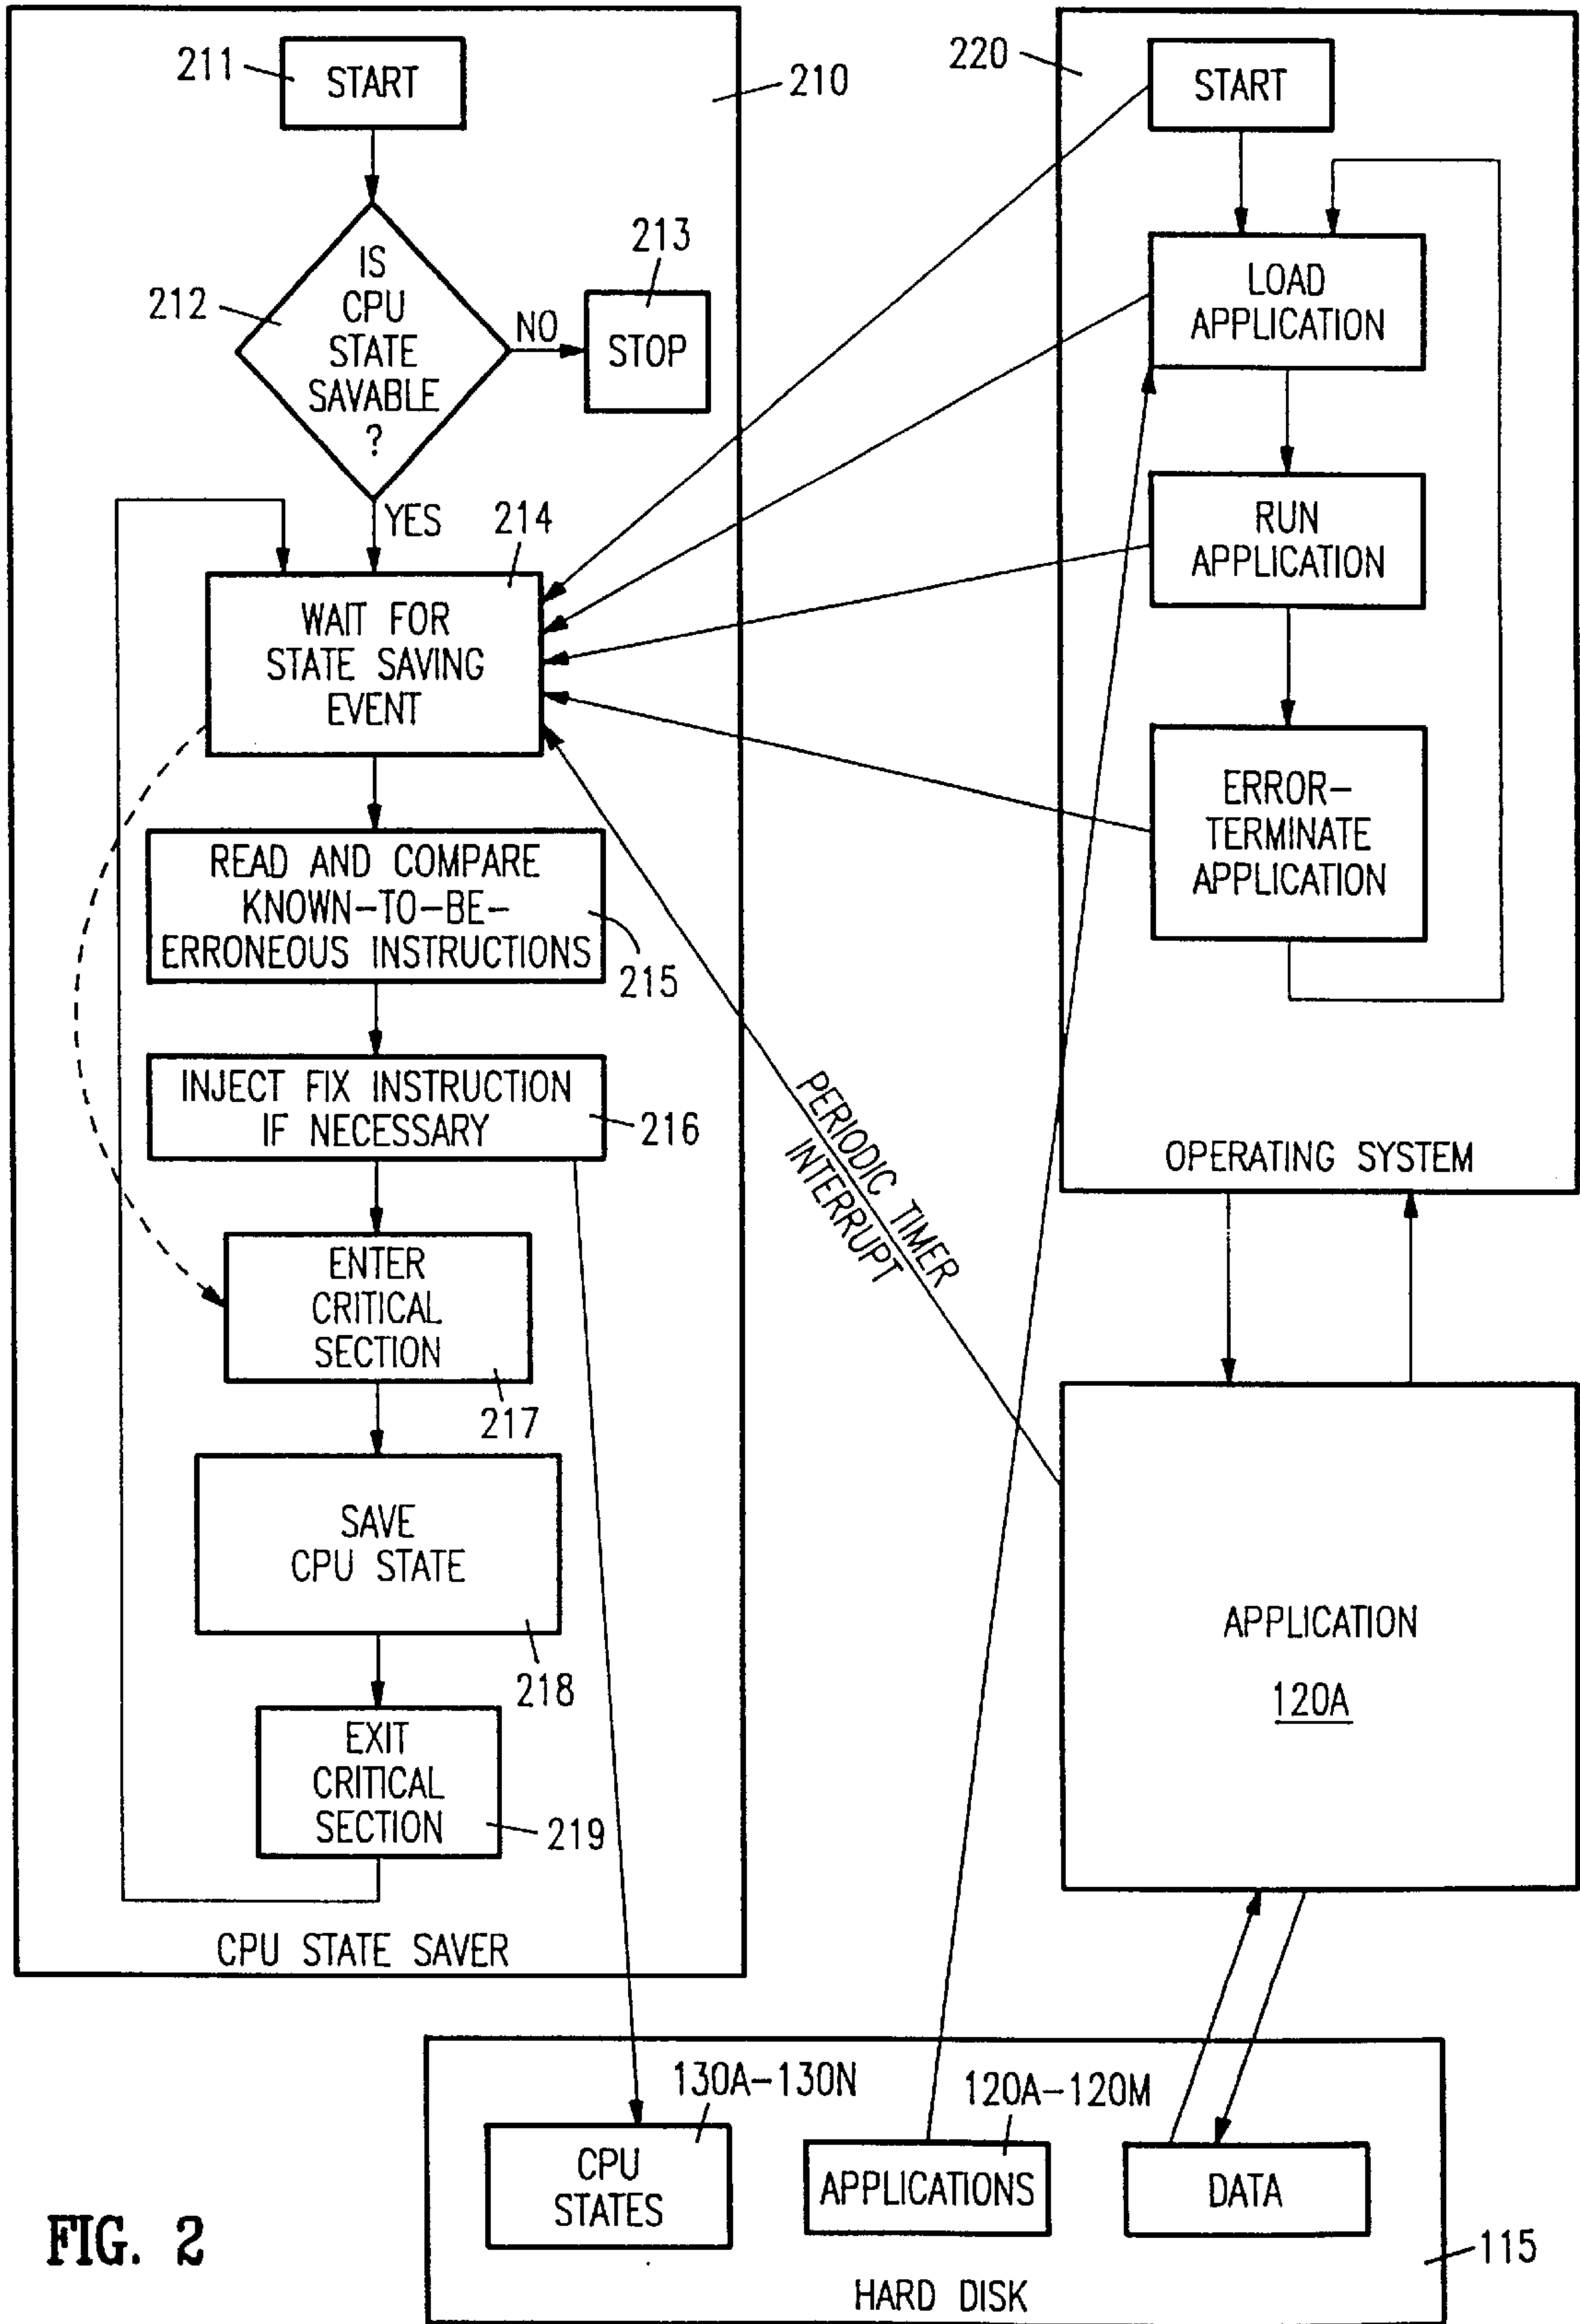 211
START
210
IS
CPU
STATE
SAVABLE
?
212
NO
213
STOP
YES
214
WAIT FOR
STATE SAVING
EVENT
READ AND COMPARE
KNOWN-TO-BE-
ERRONEOUS INSTRUCTIONS
215
INJECT FIX INSTRUCTION
IF NECESSARY
216
ENTER
CRITICAL
SECTION
217
SAVE
CPU STATE
218
EXIT
CRITICAL
SECTION
219
CPU STATE SAVER
PERIODIC TIMER
INTERRUPT
220
START
LOAD
APPLICATION
RUN
APPLICATION
ERROR-
TERMINATE
APPLICATION
OPERATING SYSTEM
APPLICATION
120A
130A-130N
CPU
STATES
120A-120M
APPLICATIONS
DATA
115
HARD DISK
FIG. 2